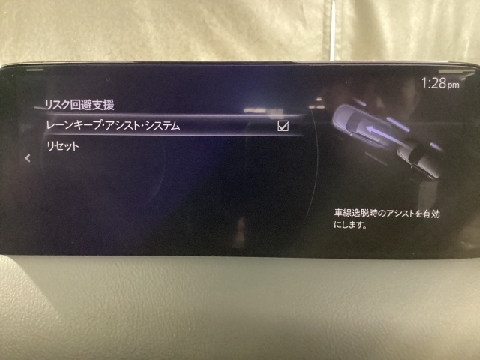 1:28pm
リスク回避支援
レーンキープ・アシスト・システム
リセット
車線逸脱時のアシストを有効
にします。